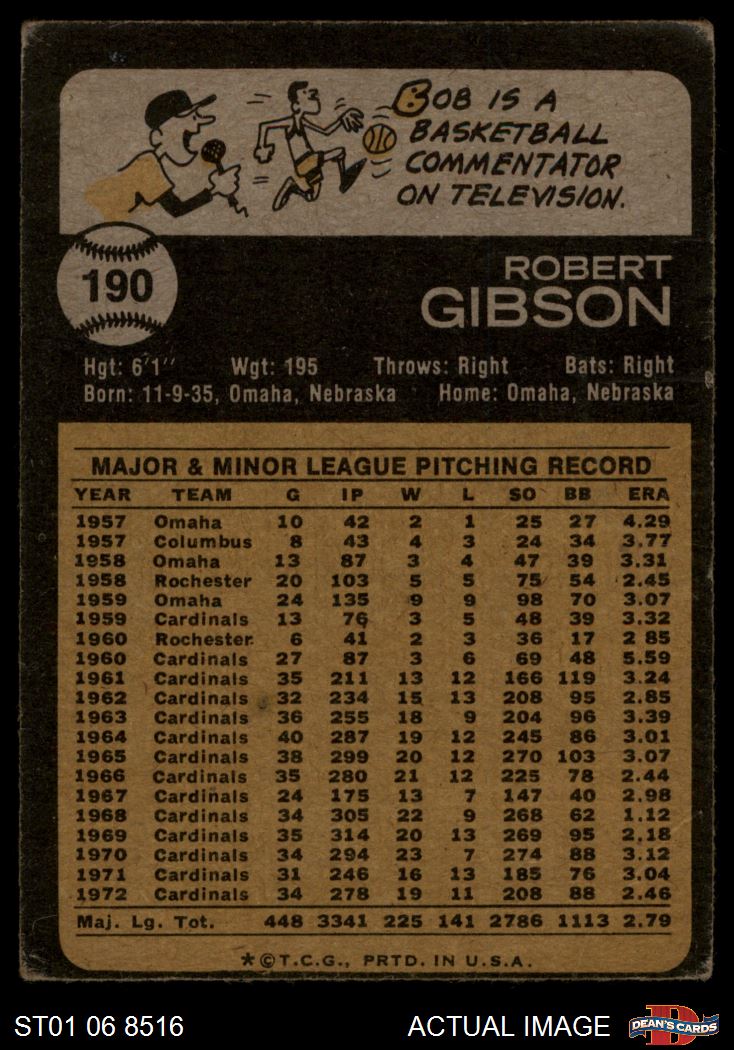 BOB IS A
BASKETBALL
COMMENTATOR
ON TELEVISION.
190
ROBERT
GIBSON
Hgt: 6'1'' Wgt: 195 Throws: Right Bats: Right
Born: 11-9-35, Omaha, Nebraska Home: Omaha, Nebraska
MAJOR & MINOR LEAGUE PITCHING RECORD
YEAR TEAM G IP W L SO BB ERA
1957 Omaha 10 42 2 1 25 27 4.29
1957 Columbus 8 43 4 3 24 34 3.77
1958 Omaha 13 87 3 4 47 39 3.31
1958 Rochester 20 103 5 5 75 54 2.45
1959 Omaha 24 135 9 9 98 70 3.07
1959 Cardinals 13 76 3 5 48 39 3.32
1960 Rochester 6 41 2 3 36 17 2 85
1960 Cardinals 27 87 3 6 69 48 5.59
1961 Cardinals 35 211 13 12 166 119 3.24
1962 Cardinals 32 234 15 13 208 95 2.85
1963 Cardinals 36 255 18 9 204 96 3.39
1964 Cardinals 40 287 19 12 245 86 3.01
1965 Cardinals 38 299 20 12 270 103 3.07
1966 Cardinals 35 280 21 12 225 78 2.44
1967 Cardinals 24 175 13 7 147 40 2.98
1968 Cardinals 34 305 22 9 268 62 1.12
1969 Cardinals 35 314 20 13 269 95 2.18
1970 Cardinals 34 294 23 7 274 88 3.12
1971 Cardinals 31 246 16 13 185 76 3.04
1972 Cardinals 34 278 19 11 208 88 2.46
Maj. Lg. Tot. 448 3341 225 141 2786 1113 2.79
*©T.C.G., PRTD. IN U.S.A.
ST01 06 8516 ACTUAL IMAGE D DEAN'S CARDS